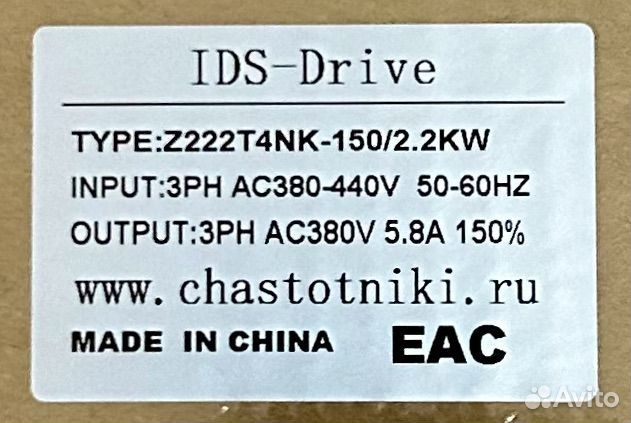 IDS-Drive
TYPE:Z222T4NK-150/2.2KW
INPUT:3PH AC380-440V 50-60HZ
OUTPUT:3PH AC380V 5.8A 150%
www.chastotniki.ru
MADE IN CHINA EAC
Avito